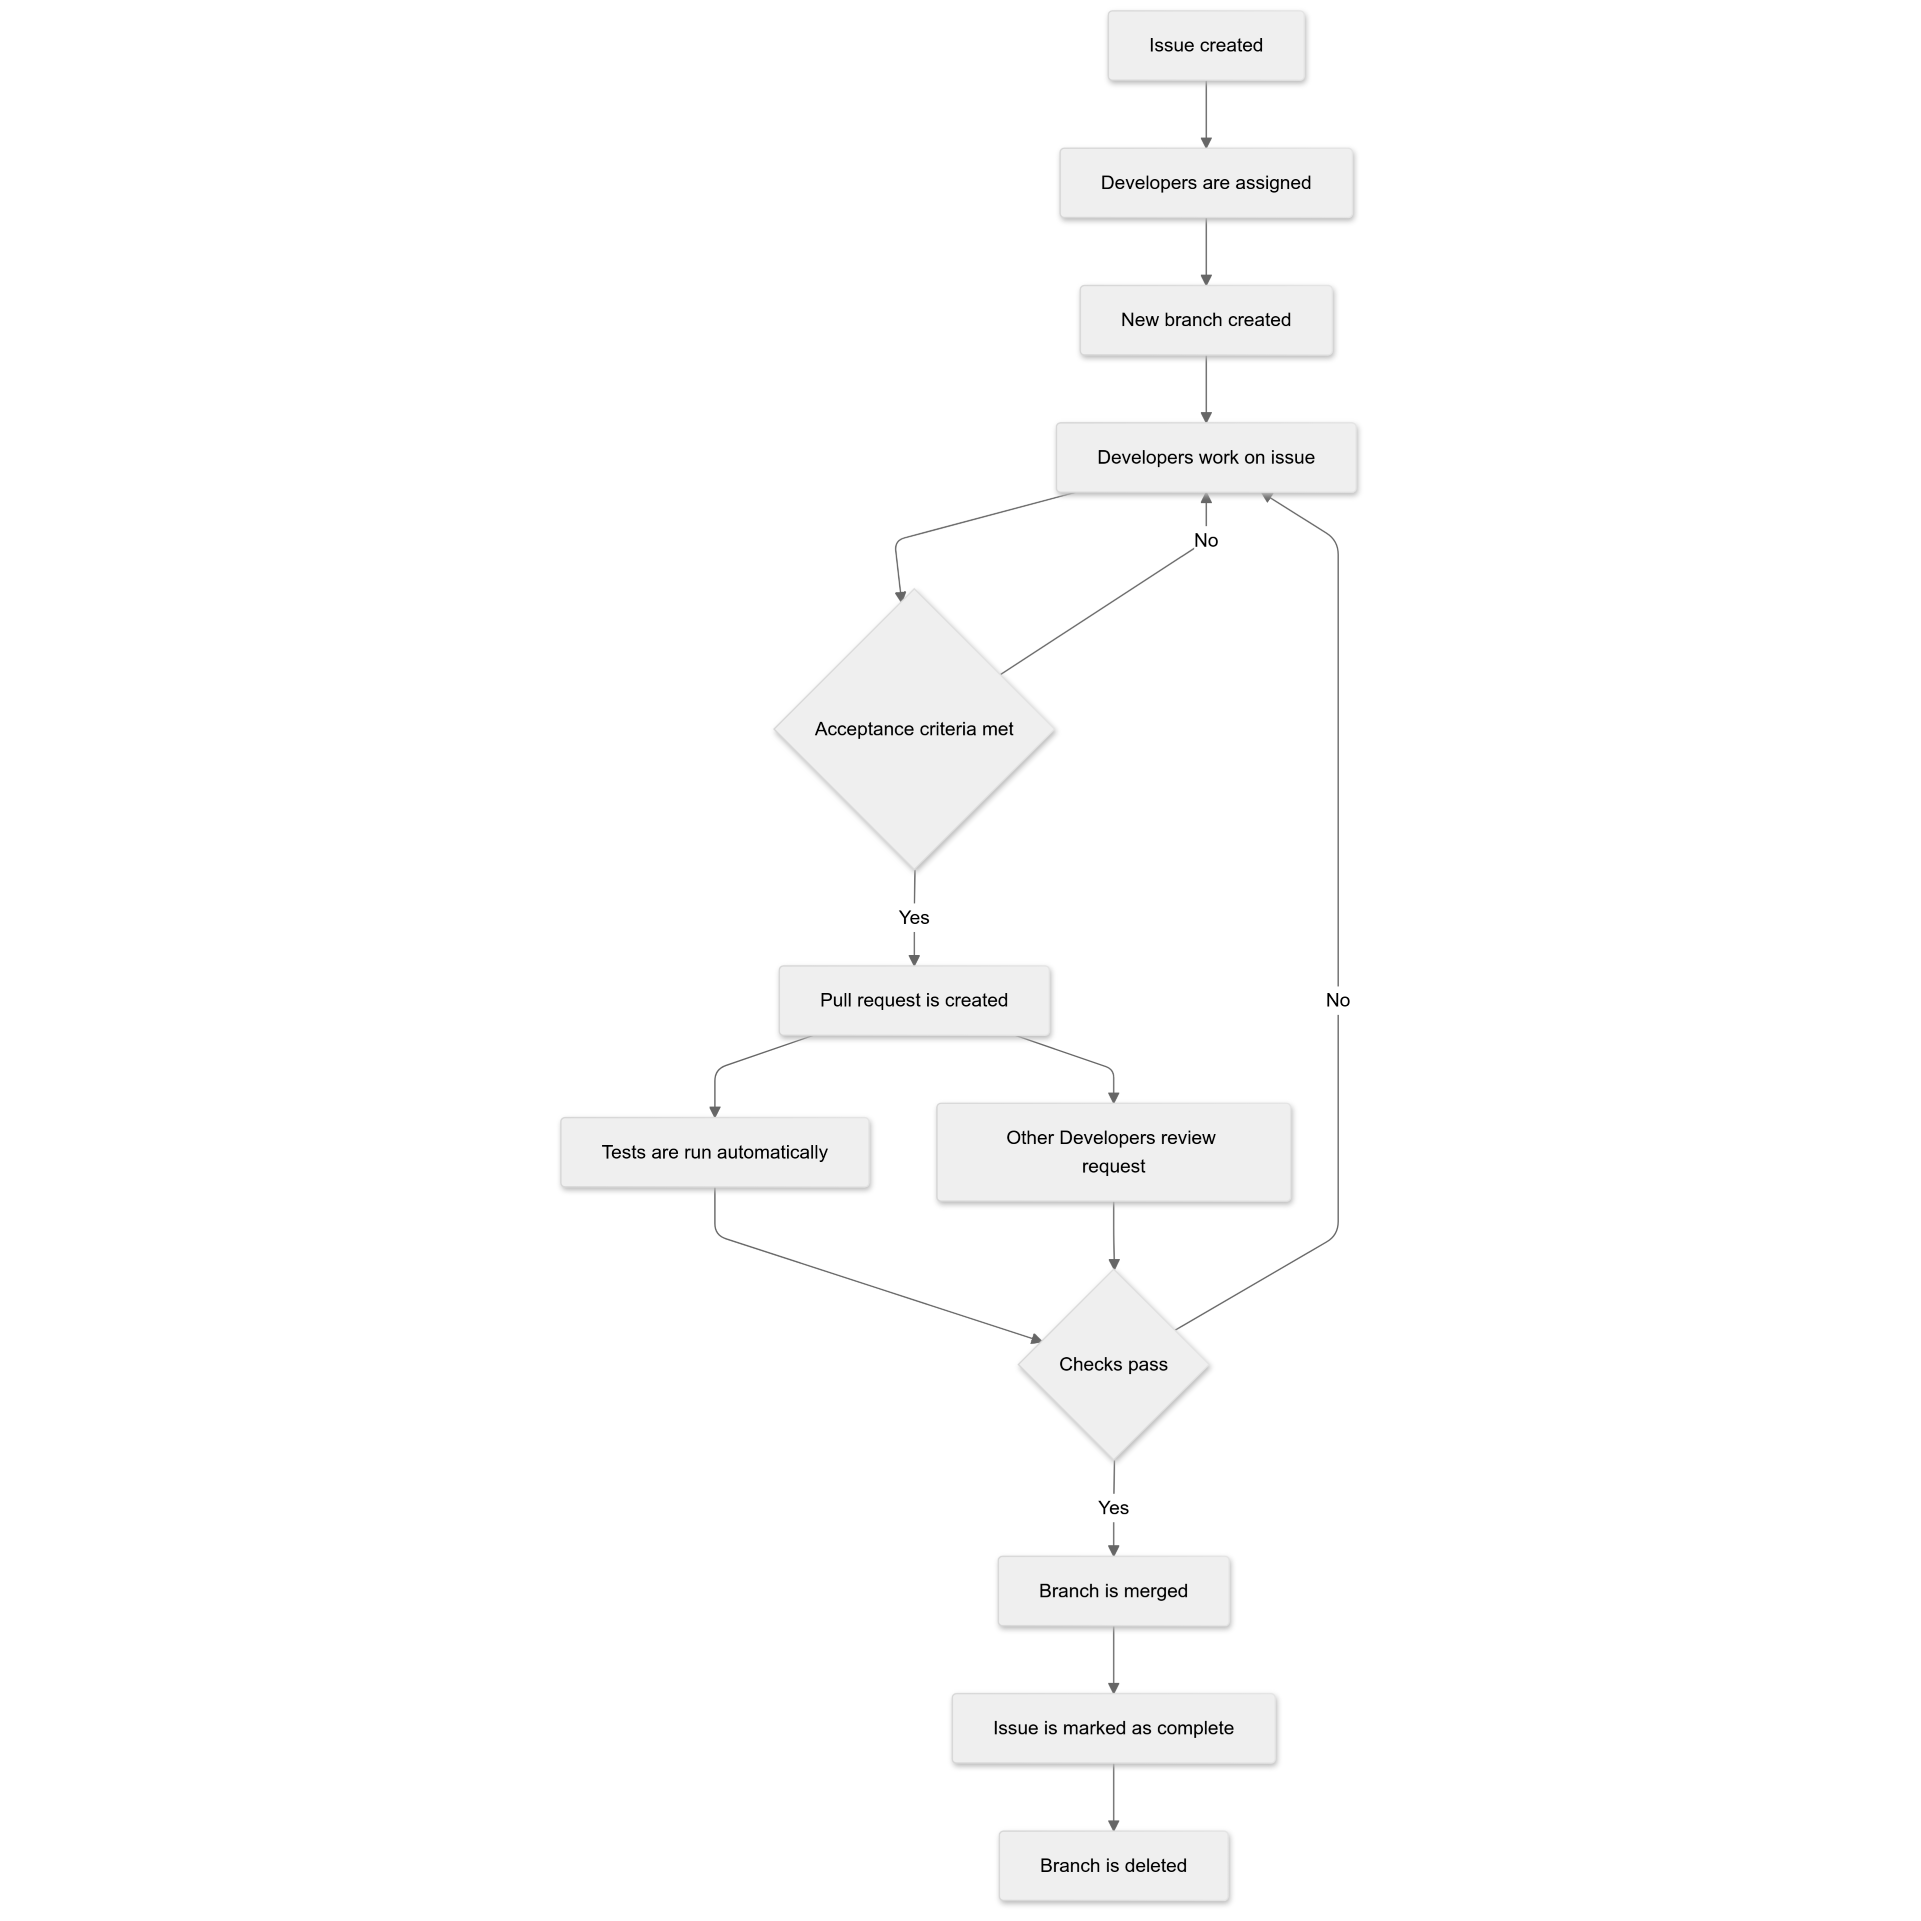 Issue created
Developers are assigned
New branch created
Developers work on issue
No
Acceptance criteria met
Yes
Pull request is created
No
Tests are run automatically
Other Developers review
request
Checks pass
Yes
Branch is merged
Issue is marked as complete
Branch is deleted